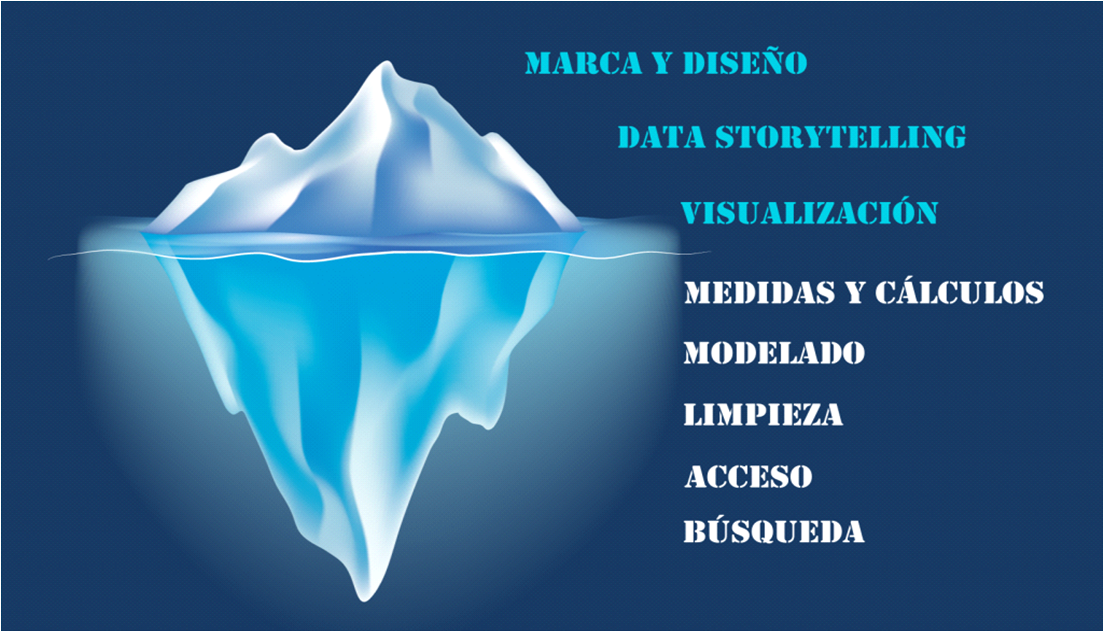 MARCA Y DISEÑO
DATA STORYTELLING
VISUALIZACIÓN
MEDIDAS Y CÁLCULOS
MODELADO
LIMPIEZA
ACCESO
BÚSQUEDA